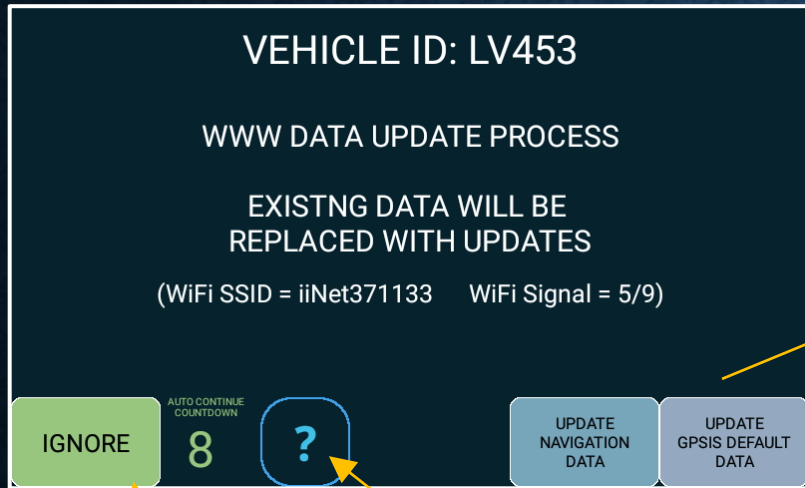 VEHICLE ID: LV453
WWW DATA UPDATE PROCESS
EXISTNG DATA WILL BE
REPLACED WITH UPDATES
(WiFi SSID = iiNet371133 WiFi Signal = 5/9)
IGNORE
AUTO CONTINUE
COUNTDOWN
8
?
UPDATE
NAVIGATION
DATA
UPDATE
GPSIS DEFAULT
DATA